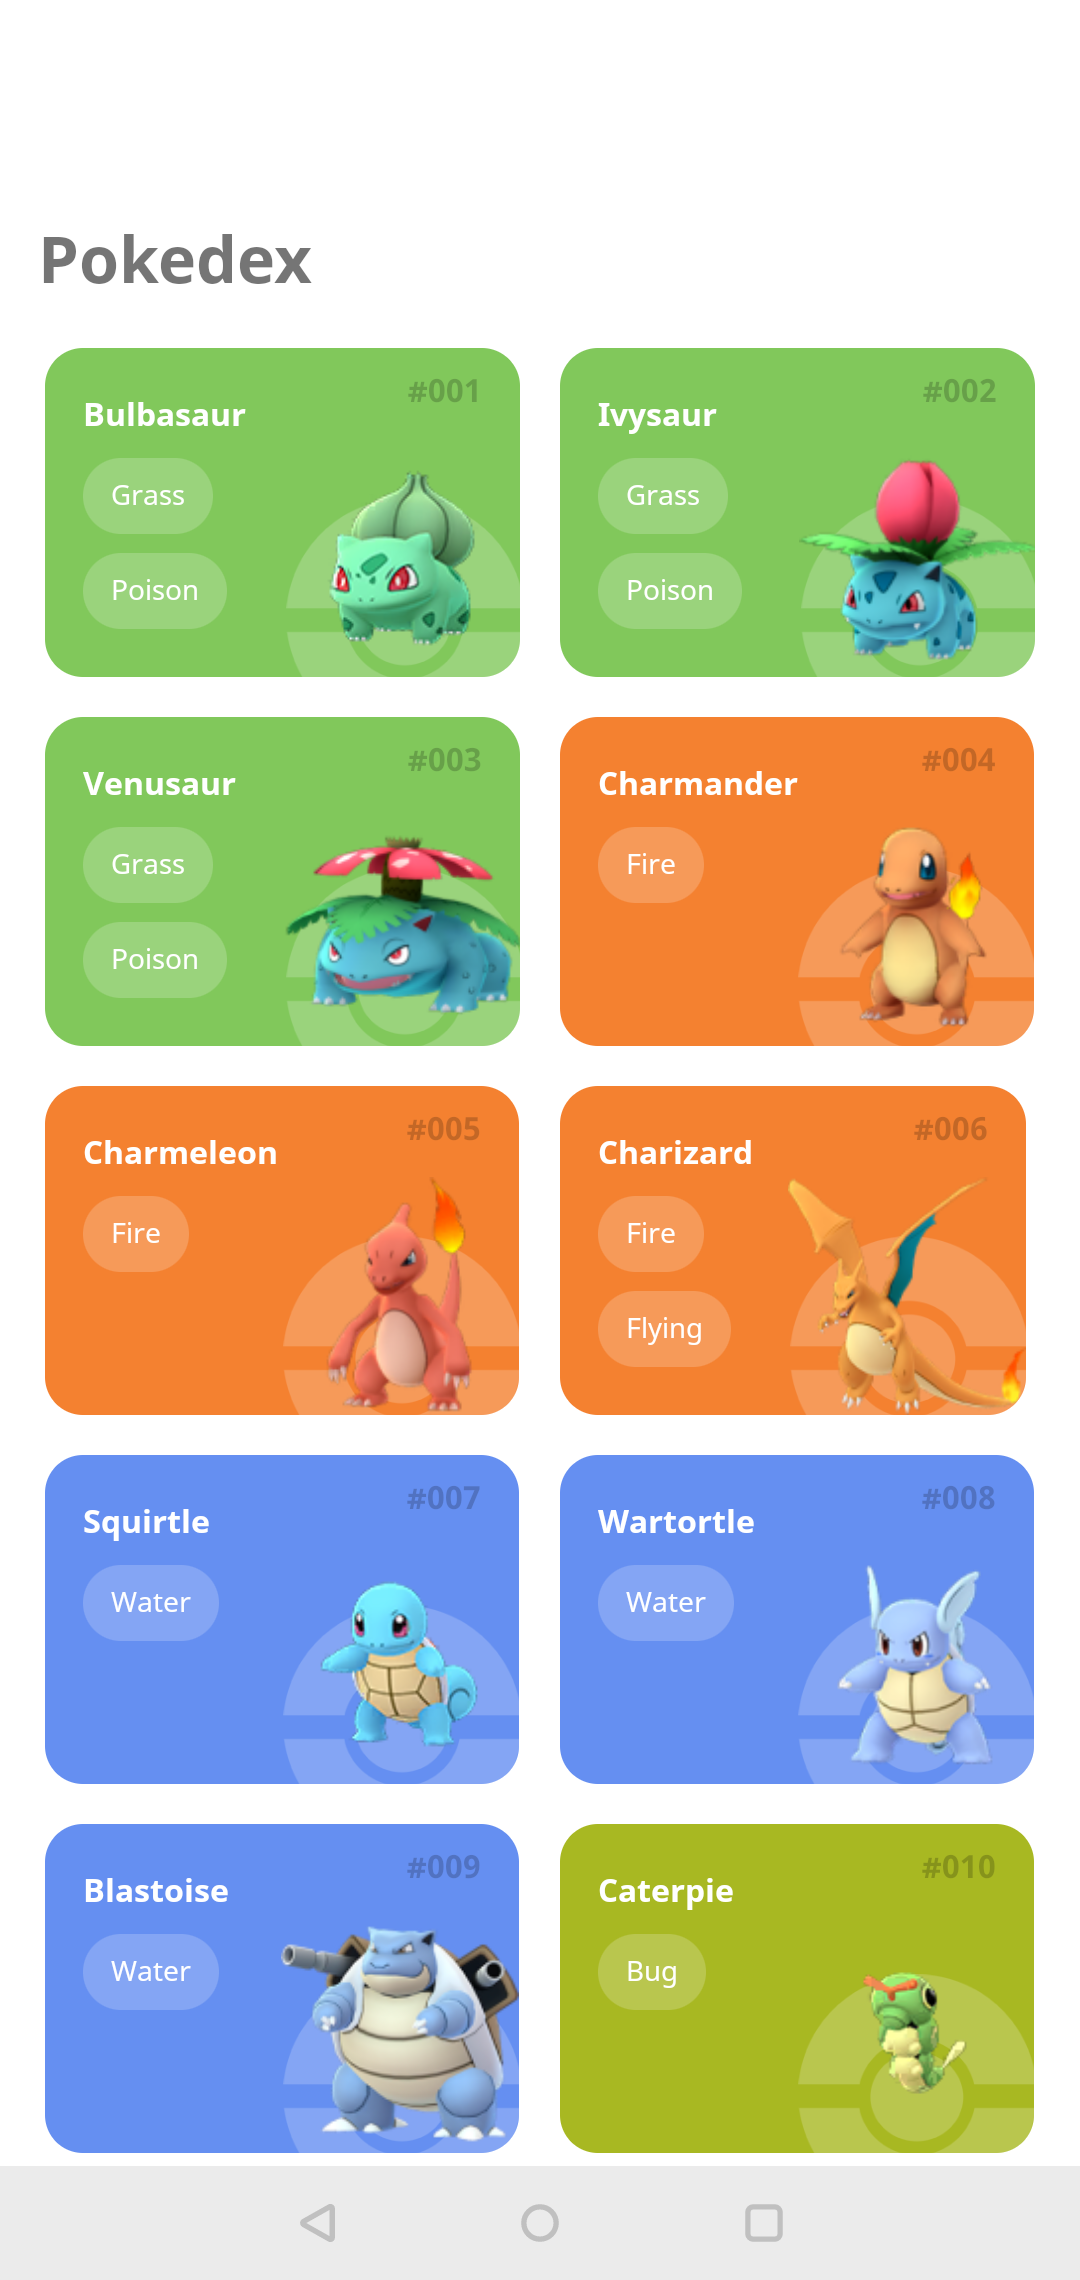 Pokedex
#001
Bulbasaur
Grass
Poison
#002
Ivysaur
Grass
Poison
#003
Venusaur
Grass
Poison
#004
Charmander
Fire
#005
Charmeleon
Fire
#006
Charizard
Fire
Flying
#007
Squirtle
Water
#008
Wartortle
Water
#009
Blastoise
Water
#010
Caterpie
Bug